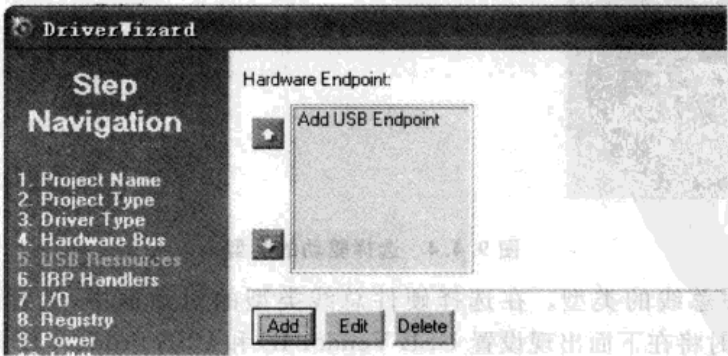 DriverWizard
Step
Navigation
1. Project Name
2. Project Type
3. Driver Type
4. Hardware Bus
5. USB Resources
6. IRP Handlers
7. I/O
8. Registry
9. Power
Hardware Endpoint:
Add USB Endpoint
Add
Edit
Delete